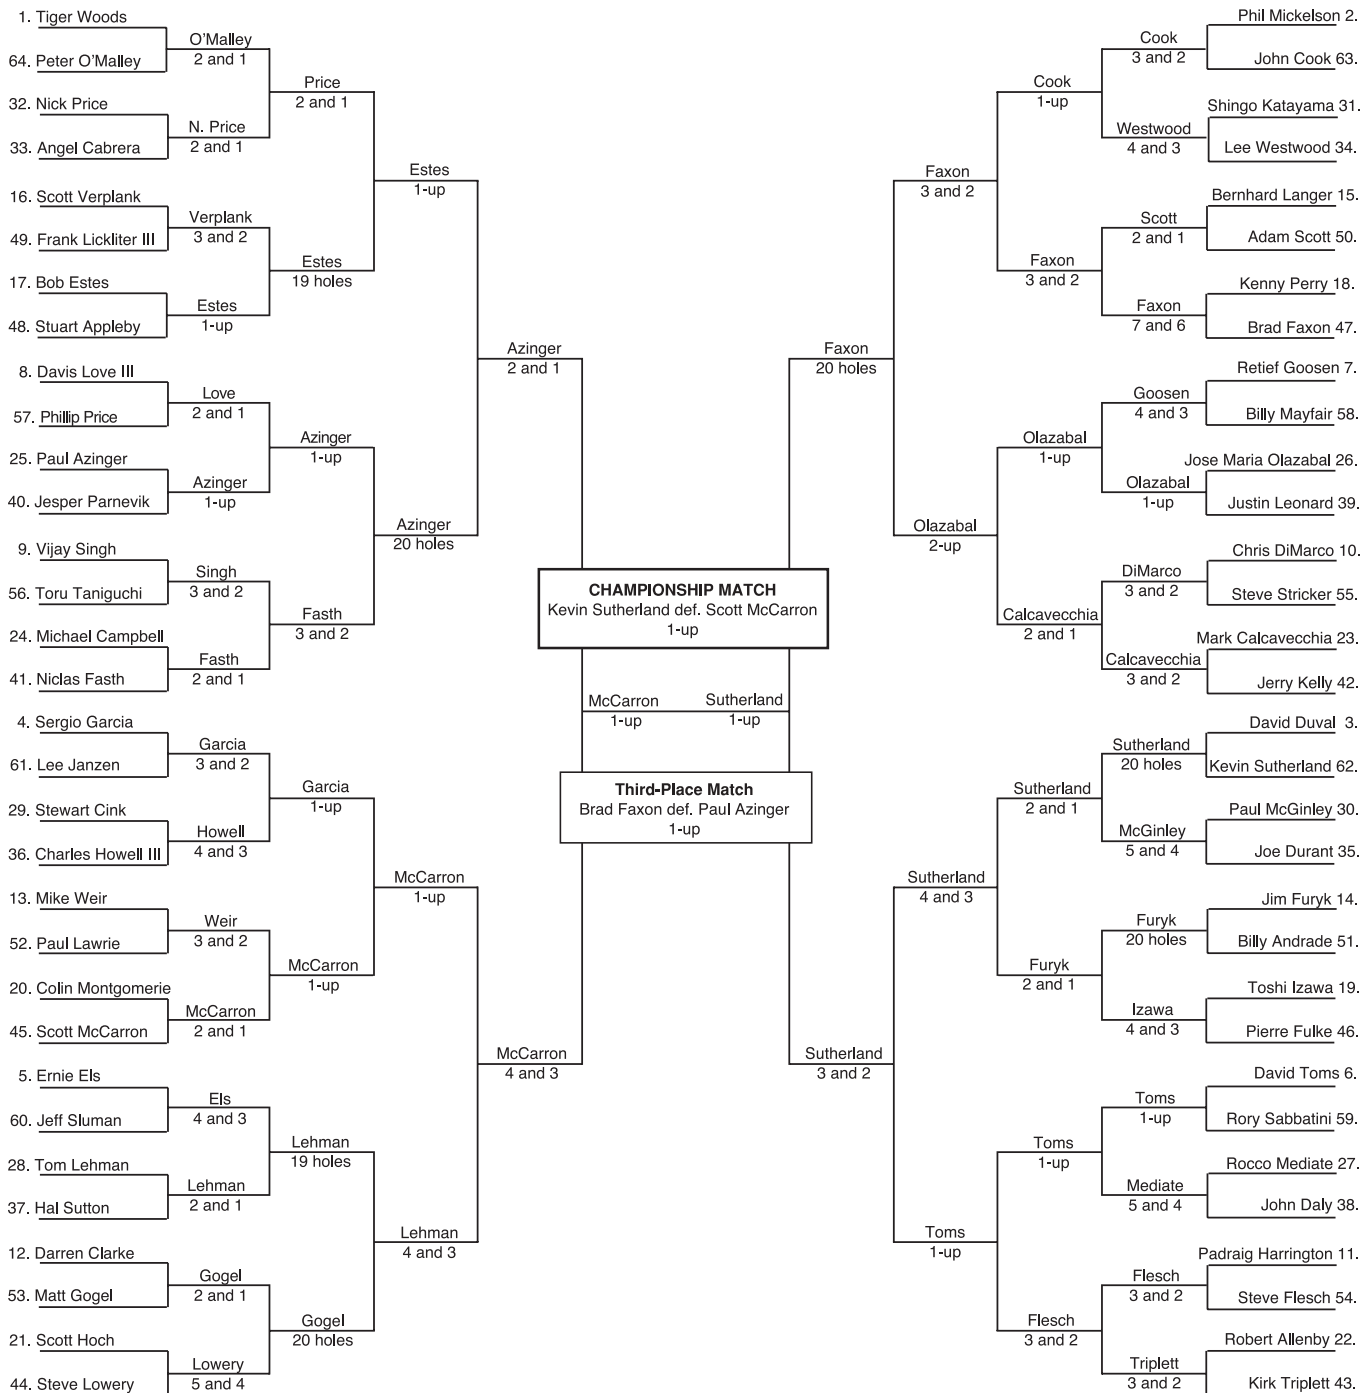 1. Tiger Woods
O'Malley
2 and 1
64. Peter O'Malley
Price
2 and 1
32. Nick Price
N. Price
2 and 1
33. Angel Cabrera
Estes
1-up
16. Scott Verplank
Verplank
3 and 2
49. Frank Lickliter III
Estes
19 holes
17. Bob Estes
Estes
1-up
48. Stuart Appleby
Azinger
2 and 1
8. Davis Love III
Love
2 and 1
57. Phillip Price
Azinger
1-up
25. Paul Azinger
Azinger
1-up
40. Jesper Parnevik
Azinger
20 holes
9. Vijay Singh
Singh
3 and 2
56. Toru Taniguchi
Fasth
3 and 2
24. Michael Campbell
Fasth
2 and 1
41. Niclas Fasth
4. Sergio Garcia
Garcia
3 and 2
61. Lee Janzen
Garcia
1-up
29. Stewart Cink
Howell
4 and 3
36. Charles Howell III
McCarron
1-up
13. Mike Weir
Weir
3 and 2
52. Paul Lawrie
McCarron
1-up
20. Colin Montgomerie
McCarron
2 and 1
45. Scott McCarron
McCarron
4 and 3
5. Ernie Els
Els
4 and 3
60. Jeff Sluman
Lehman
19 holes
28. Tom Lehman
Lehman
2 and 1
37. Hal Sutton
Lehman
4 and 3
12. Darren Clarke
Gogel
2 and 1
53. Matt Gogel
Gogel
20 holes
21. Scott Hoch
Lowery
5 and 4
44. Steve Lowery
CHAMPIONSHIP MATCH
Kevin Sutherland def. Scott McCarron
1-up
McCarron
1-up
Sutherland
1-up
Third-Place Match
Brad Faxon def. Paul Azinger
1-up
Phil Mickelson 2.
Cook
3 and 2
John Cook 63.
Cook
1-up
Shingo Katayama 31.
Westwood
4 and 3
Lee Westwood 34.
Faxon
3 and 2
Bernhard Langer 15.
Scott
2 and 1
Adam Scott 50.
Faxon
3 and 2
Kenny Perry 18.
Faxon
7 and 6
Brad Faxon 47.
Faxon
20 holes
Retief Goosen 7.
Goosen
4 and 3
Billy Mayfair 58.
Olazabal
1-up
Jose Maria Olazabal 26.
Olazabal
1-up
Justin Leonard 39.
Olazabal
2-up
Chris DiMarco 10.
DiMarco
3 and 2
Steve Stricker 55.
Calcavecchia
2 and 1
Mark Calcavecchia 23.
Calcavecchia
3 and 2
Jerry Kelly 42.
David Duval 3.
Sutherland
20 holes
Kevin Sutherland 62.
Sutherland
2 and 1
Paul McGinley 30.
McGinley
5 and 4
Joe Durant 35.
Sutherland
4 and 3
Jim Furyk 14.
Furyk
20 holes
Billy Andrade 51.
Furyk
2 and 1
Toshi Izawa 19.
Izawa
4 and 3
Pierre Fulke 46.
Sutherland
3 and 2
David Toms 6.
Toms
1-up
Rory Sabbatini 59.
Toms
1-up
Rocco Mediate 27.
Mediate
5 and 4
John Daly 38.
Toms
1-up
Padraig Harrington 11.
Flesch
3 and 2
Steve Flesch 54.
Flesch
3 and 2
Robert Allenby 22.
Triplett
3 and 2
Kirk Triplett 43.